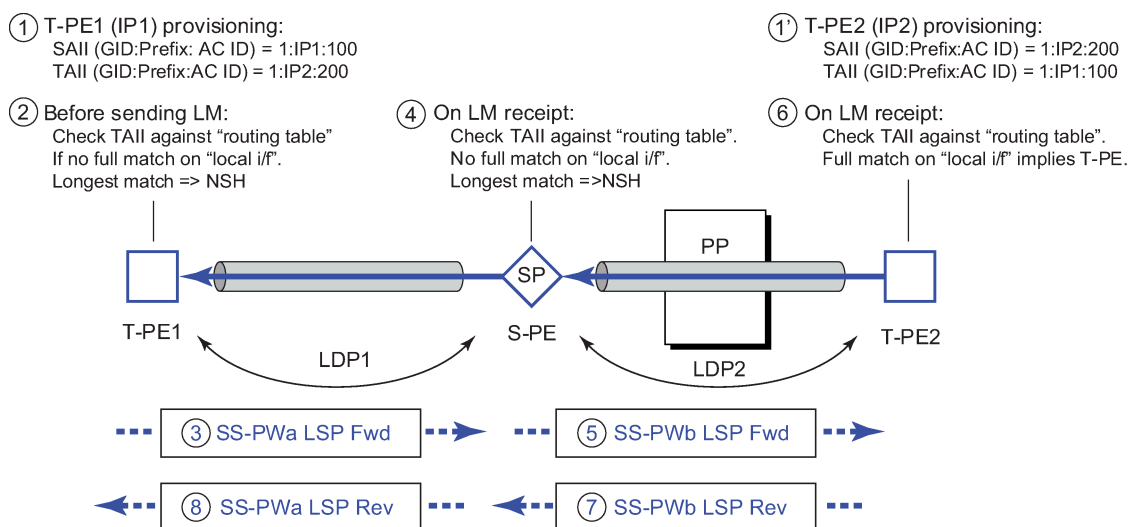 ① T-PE1 (IP1) provisioning:
SAII (GID:Prefix: AC ID) = 1:IP1:100
TAII (GID:Prefix:AC ID) = 1:IP2:200
①’ T-PE2 (IP2) provisioning:
SAII (GID:Prefix:AC ID) = 1:IP2:200
TAII (GID:Prefix:AC ID) = 1:IP1:100
② Before sending LM:
Check TAII against “routing table”
If no full match on “local i/f”.
Longest match => NSH
④ On LM receipt:
Check TAII against “routing table”.
No full match on “local i/f”.
Longest match =>NSH
⑥ On LM receipt:
Check TAII against “routing table”.
Full match on “local i/f” implies T-PE.
PP
SP
T-PE1
S-PE
T-PE2
LDP1
LDP2
③ SS-PWa LSP Fwd
⑤ SS-PWb LSP Fwd
⑧ SS-PWa LSP Rev
⑦ SS-PWb LSP Rev